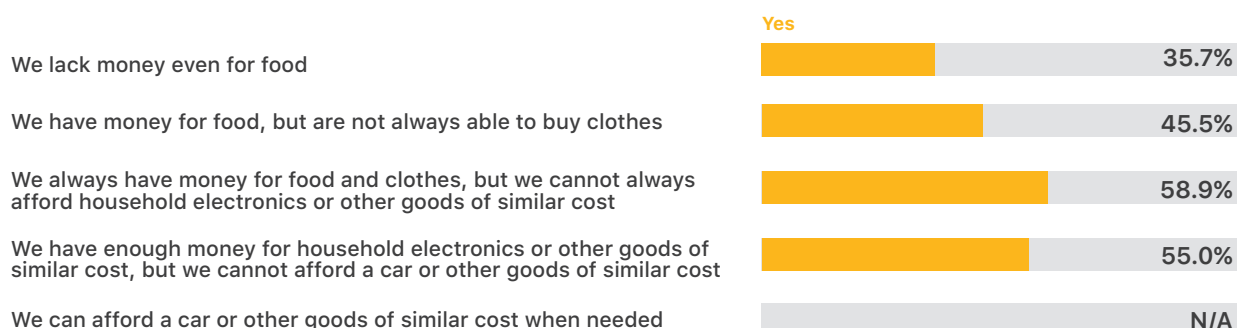 Yes
We lack money even for food
35.7%
We have money for food, but are not always able to buy clothes
45.5%
We always have money for food and clothes, but we cannot always
afford household electronics or other goods of similar cost
58.9%
We have enough money for household electronics or other goods of
similar cost, but we cannot afford a car or other goods of similar cost
55.0%
We can afford a car or other goods of similar cost when needed
N/A